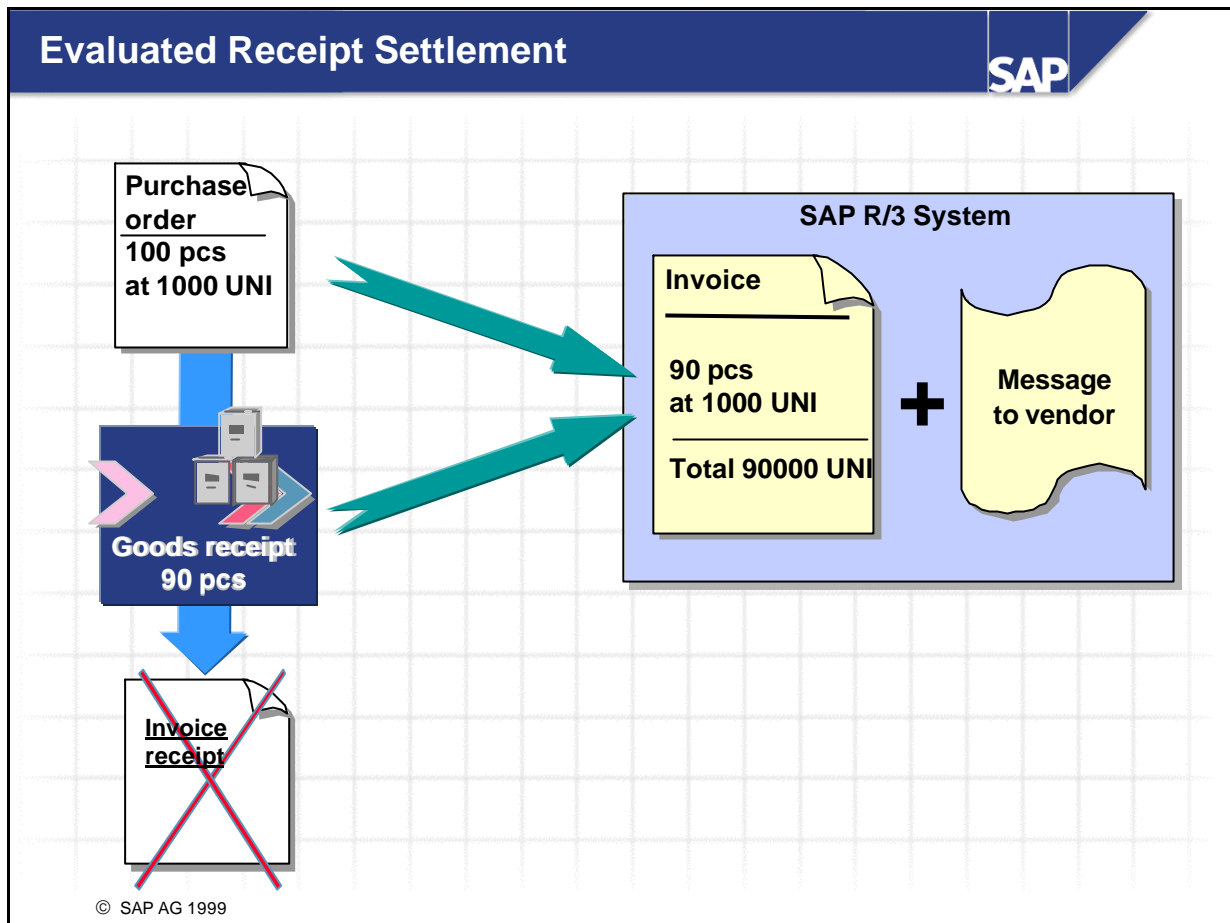 Evaluated Receipt Settlement
SAP
Purchase
order
100 pcs
at 1000 UNI
Goods receipt
90 pcs
Invoice
receipt
SAP R/3 System
Invoice
90 pcs
at 1000 UNI
Total 90000 UNI
+
Message
to vendor
© SAP AG 1999